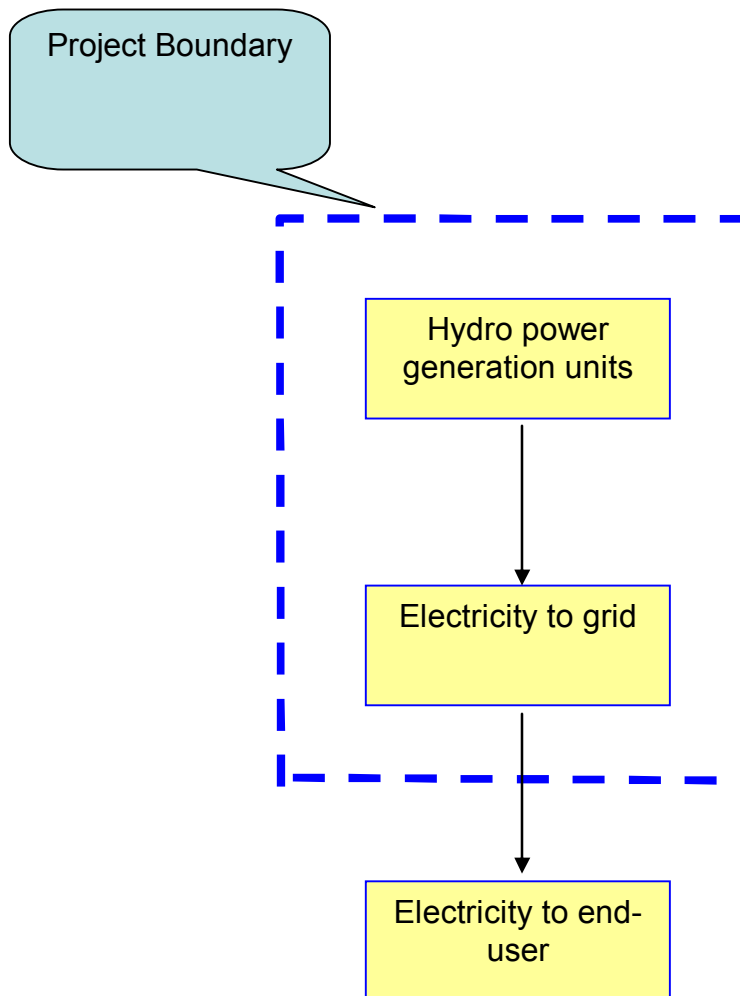 Project Boundary
Hydro power
generation units
Electricity to grid
Electricity to end-
user